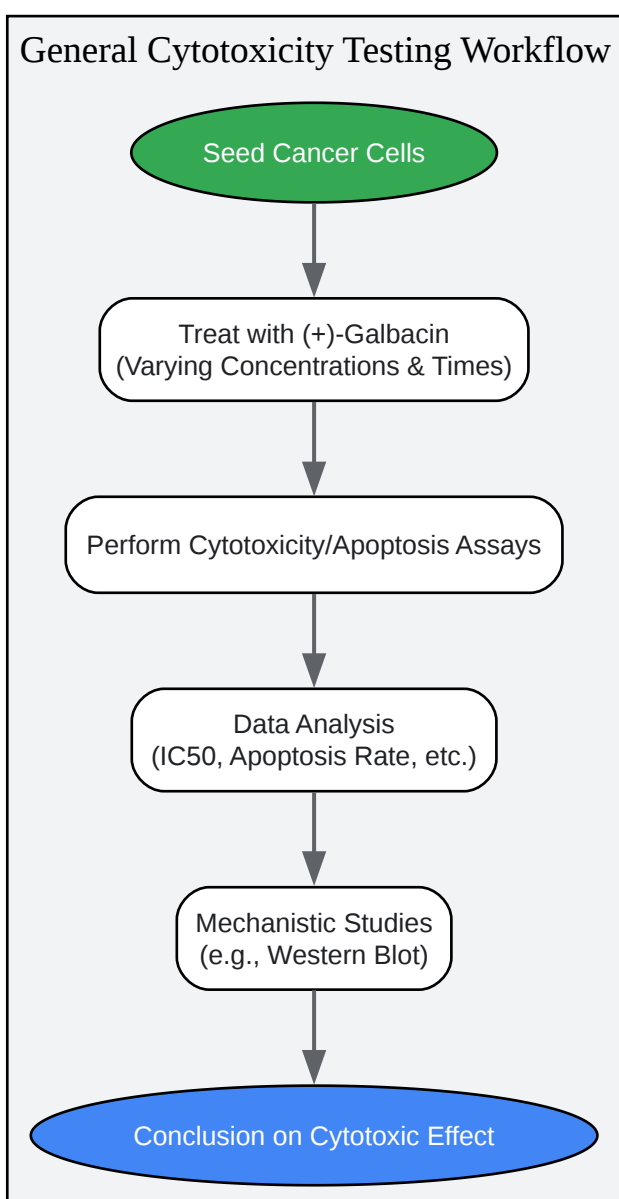 General Cytotoxicity Testing Workflow
Seed Cancer Cells
Treat with (+)-Galbacin
(Varying Concentrations & Times)
Perform Cytotoxicity/Apoptosis Assays
Data Analysis
(IC50, Apoptosis Rate, etc.)
Mechanistic Studies
(e.g., Western Blot)
Conclusion on Cytotoxic Effect